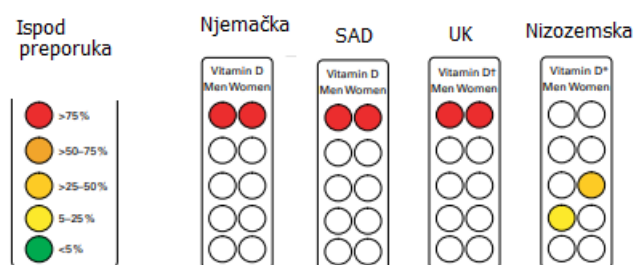 Ispod
preporuka
>75%
>50–75%
>25–50%
5–25%
<5%
Njemačka
Vitamin D
Men Women
SAD
Vitamin D
Men Women
UK
Vitamin D†
Men Women
Nizozemska
Vitamin D*
Men Women